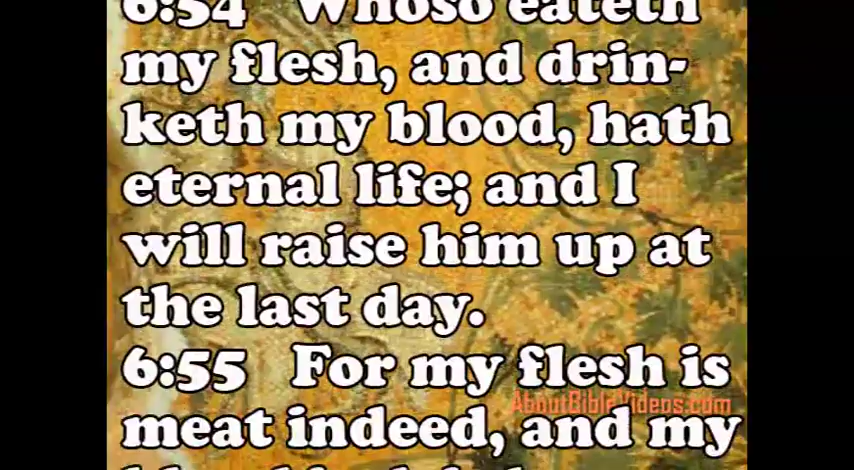 6:54 Whoso eateth
my flesh, and drin-
keth my blood, hath
eternal life; and I
will raise him up at
the last day.
6:55 For my flesh is
AboutBibleVideos.com
meat indeed, and my